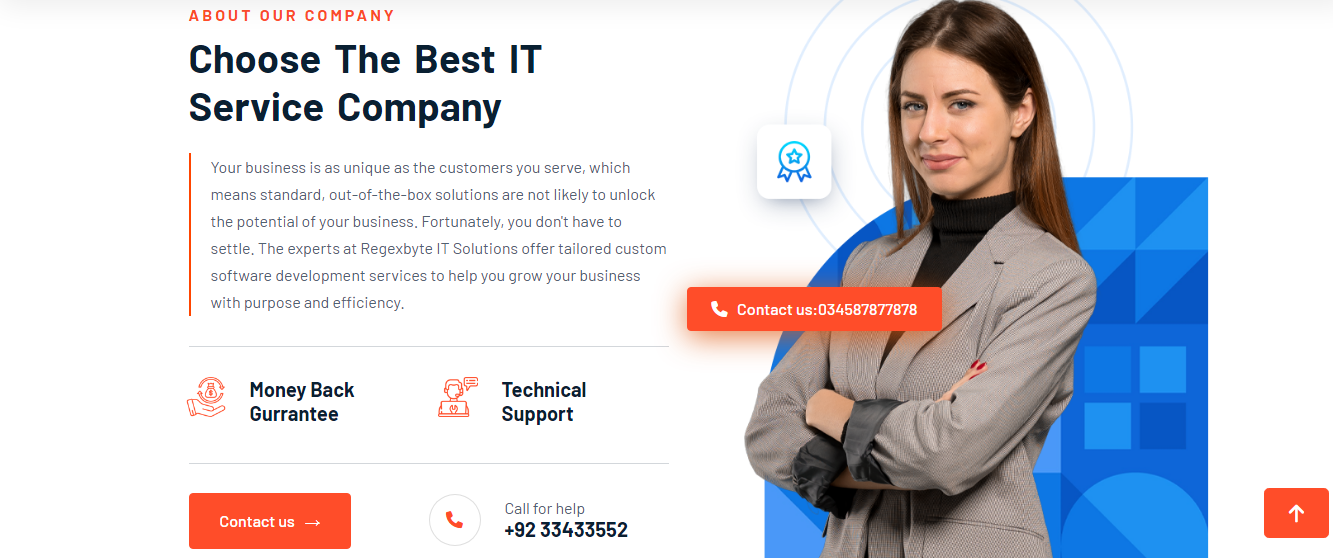 ABOUT OUR COMPANY
Choose The Best IT
Service Company
Your business is as unique as the customers you serve, which
means standard, out-of-the-box solutions are not likely to unlock
the potential of your business. Fortunately, you don't have to
settle. The experts at Regexbyte IT Solutions offer tailored custom
software development services to help you grow your business
with purpose and efficiency.
Contact us:034587877878
Money Back
Gurrantee
Technical
Support
Contact us →
Call for help
+92 33433552